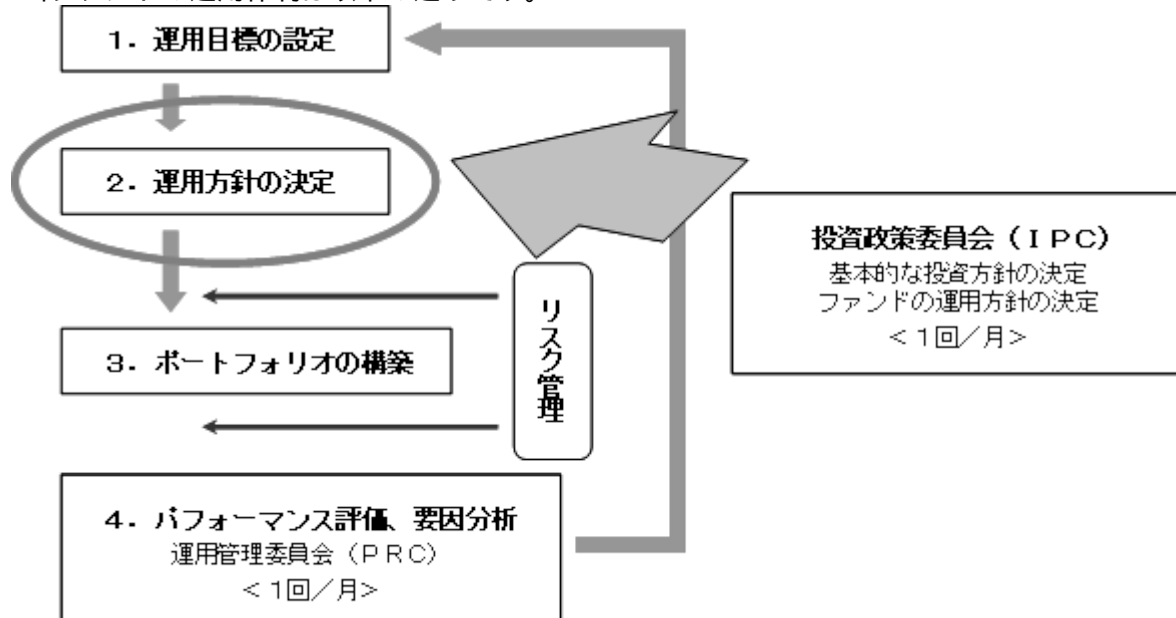 1．運用目標の設定
2．運用方針の決定
投資政策委員会（ＩＰＣ）
基本的な投資方針の決定
ファンドの運用方針の決定
＜１回／月＞
リスク管理
3．ポートフォリオの構築
4．パフォーマンス評価、要因分析
運用管理委員会（ＰＲＣ）
＜１回／月＞